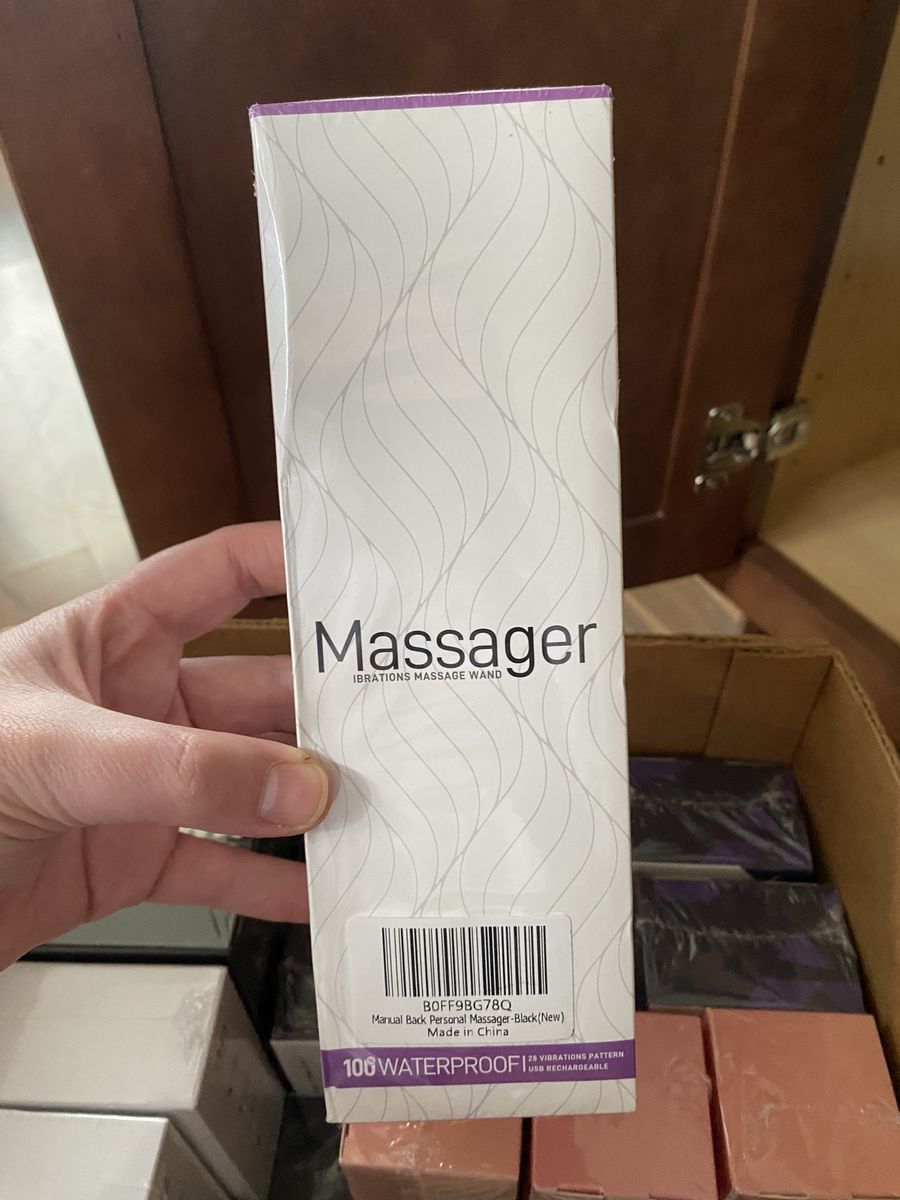 Massager
IBRATIONS MASSAGE WAND
B0FF9BG78Q
Manual Back Personal Massager-Black(New)
Made in China
100% WATERPROOF
28 VIBRATIONS PATTERN
USB RECHARGEABLE